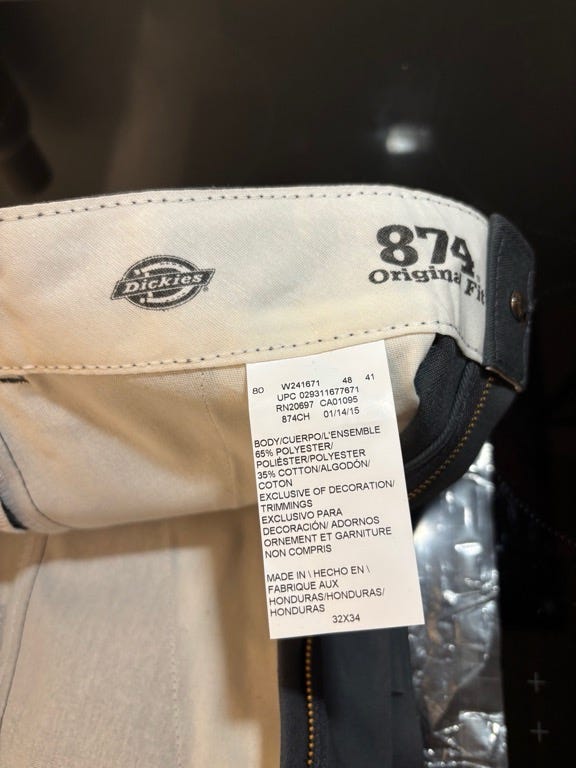 Dickies
874
Original Fit
8D W241671 48 41
UPC 029311677671
RN20697 CA01095
874CH 01/14/15
BODY/CUERPO/L'ENSEMBLE
65% POLYESTER/
POLIÉSTER/POLYESTER
35% COTTON/ALGODÓN/
COTON
EXCLUSIVE OF DECORATION/
TRIMMINGS
EXCLUSIVO PARA
DECORACIÓN/ ADORNOS
ORNEMENT ET GARNITURE
NON COMPRIS
MADE IN \ HECHO EN \
FABRIQUE AUX
HONDURAS/HONDURAS/
HONDURAS
32X34